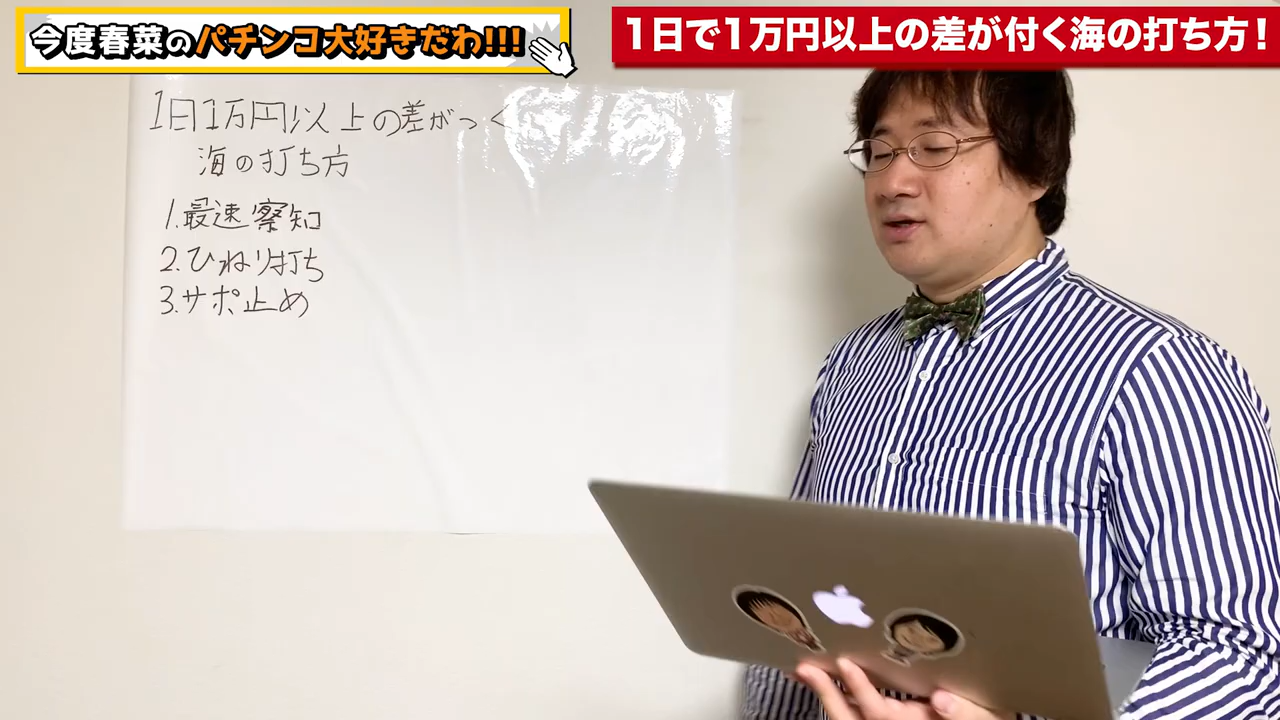 今度春菜のパチンコ大好きだわ!!!
1日で1万円以上の差が付く海の打ち方!
1日1万円以上の差がつく
海の打ち方
1.最速察知
2.ひねり打ち
3.サポ止め